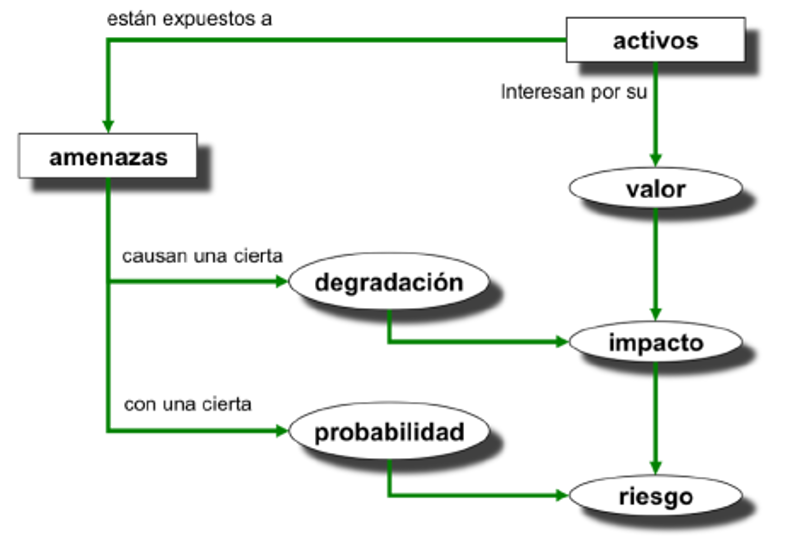 están expuestos a
activos
Interesan por su
amenazas
valor
causan una cierta
degradación
impacto
con una cierta
probabilidad
riesgo